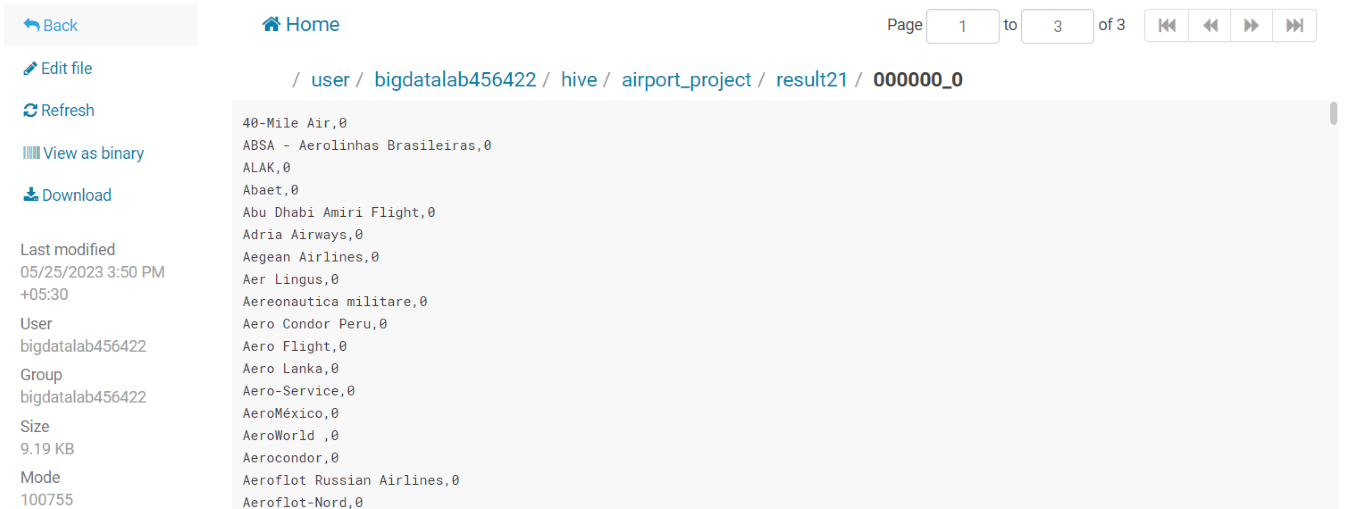 Back
Edit file
Refresh
View as binary
Download
Last modified
05/25/2023 3:50 PM
+05:30
User
bigdatalab456422
Group
bigdatalab456422
Size
9.19 KB
Mode
100755
Home
Page 1 to 3 of 3
/ user / bigdatalab456422 / hive / airport_project / result21 / 000000_0
40-Mile Air,0
ABSA - Aerolinhas Brasileiras,0
ALAK,0
Abaet,0
Abu Dhabi Amiri Flight,0
Adria Airways,0
Aegean Airlines,0
Aer Lingus,0
Aereonautica militare,0
Aero Condor Peru,0
Aero Flight,0
Aero Lanka,0
Aero-Service,0
AeroMéxico,0
AeroWorld ,0
Aerocondor,0
Aeroflot Russian Airlines,0
Aeroflot-Nord,0